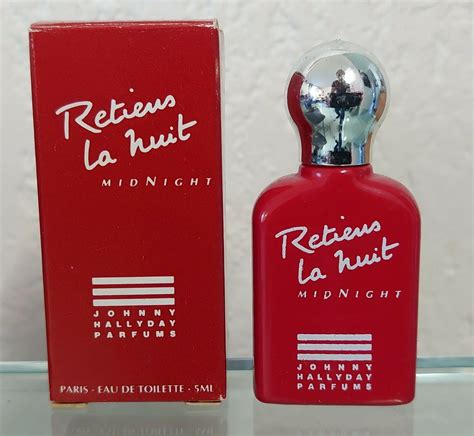 Retiens
la nuit
MIDNIGHT
JOHNNY
HALLYDAY
PARFUMS
PARIS - EAU DE TOILETTE - 5ML
Retiens
la nuit
MIDNIGHT
JOHNNY
HALLYDAY
PARFUMS